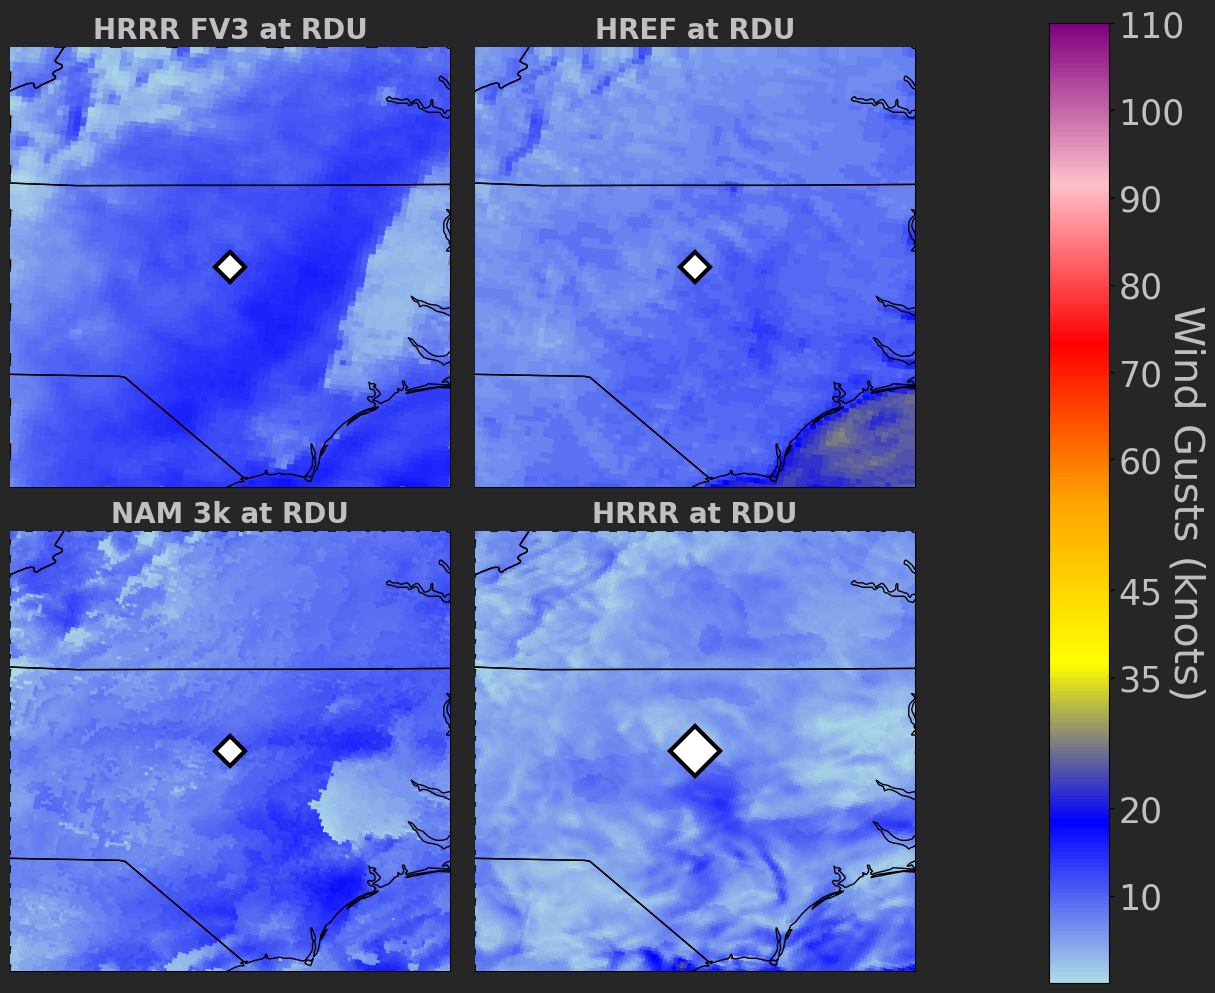 HRRR FV3 at RDU
HREF at RDU
NAM 3k at RDU
HRRR at RDU
110
100
90
80
70
60
45
35
20
10
Wind Gusts (knots)